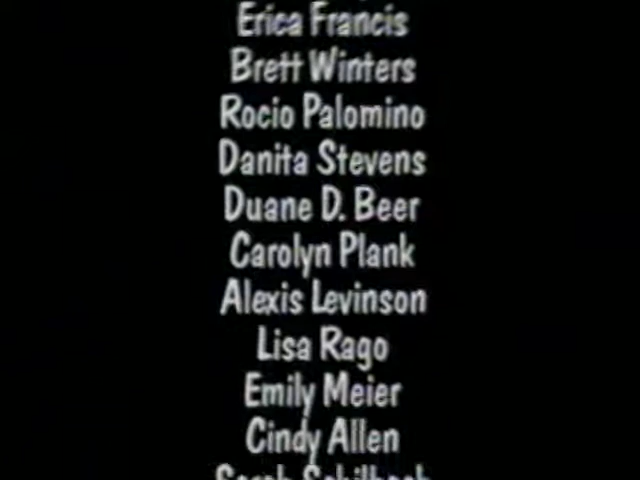 Erica Francis
Brett Winters
Rocio Palomino
Danita Stevens
Duane D. Beer
Carolyn Plank
Alexis Levinson
Lisa Rago
Emily Meier
Cindy Allen
Sarah